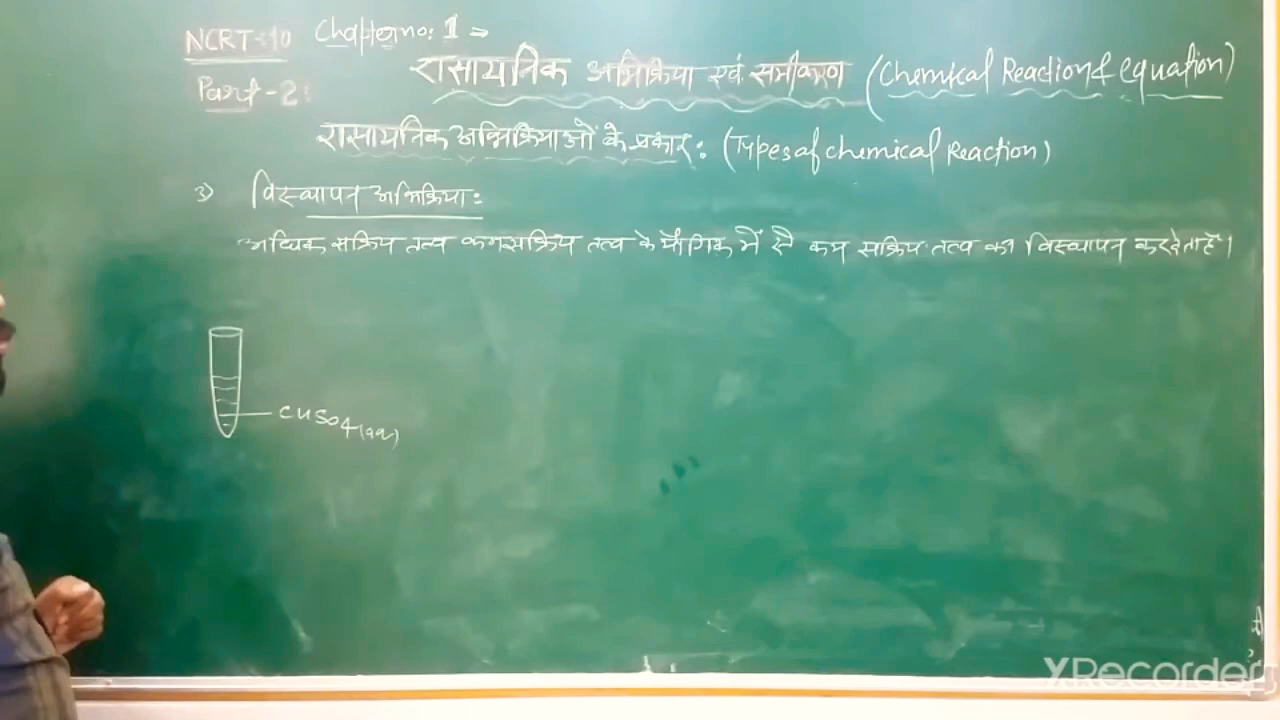 NCRT-10 Chapter no: 1 ⇒
Part-2:
रासायनिक अभिक्रिया एवं समीकरण (Chemical Reaction & equation)
रासायनिक अभिक्रियाओं के प्रकार: (Types of chemical Reaction)
3) विस्थापन अभिक्रिया:
अधिक सक्रिय तत्व कम सक्रिय तत्व के यौगिक में से कम सक्रिय तत्व का विस्थापन कर देता है।
CuSO4(aq)
XRecorder